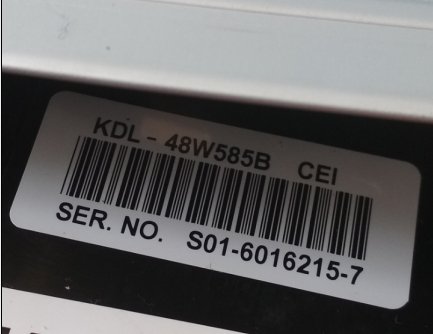 KDL - 48W585B CEI
SER. NO. S01-6016215-7